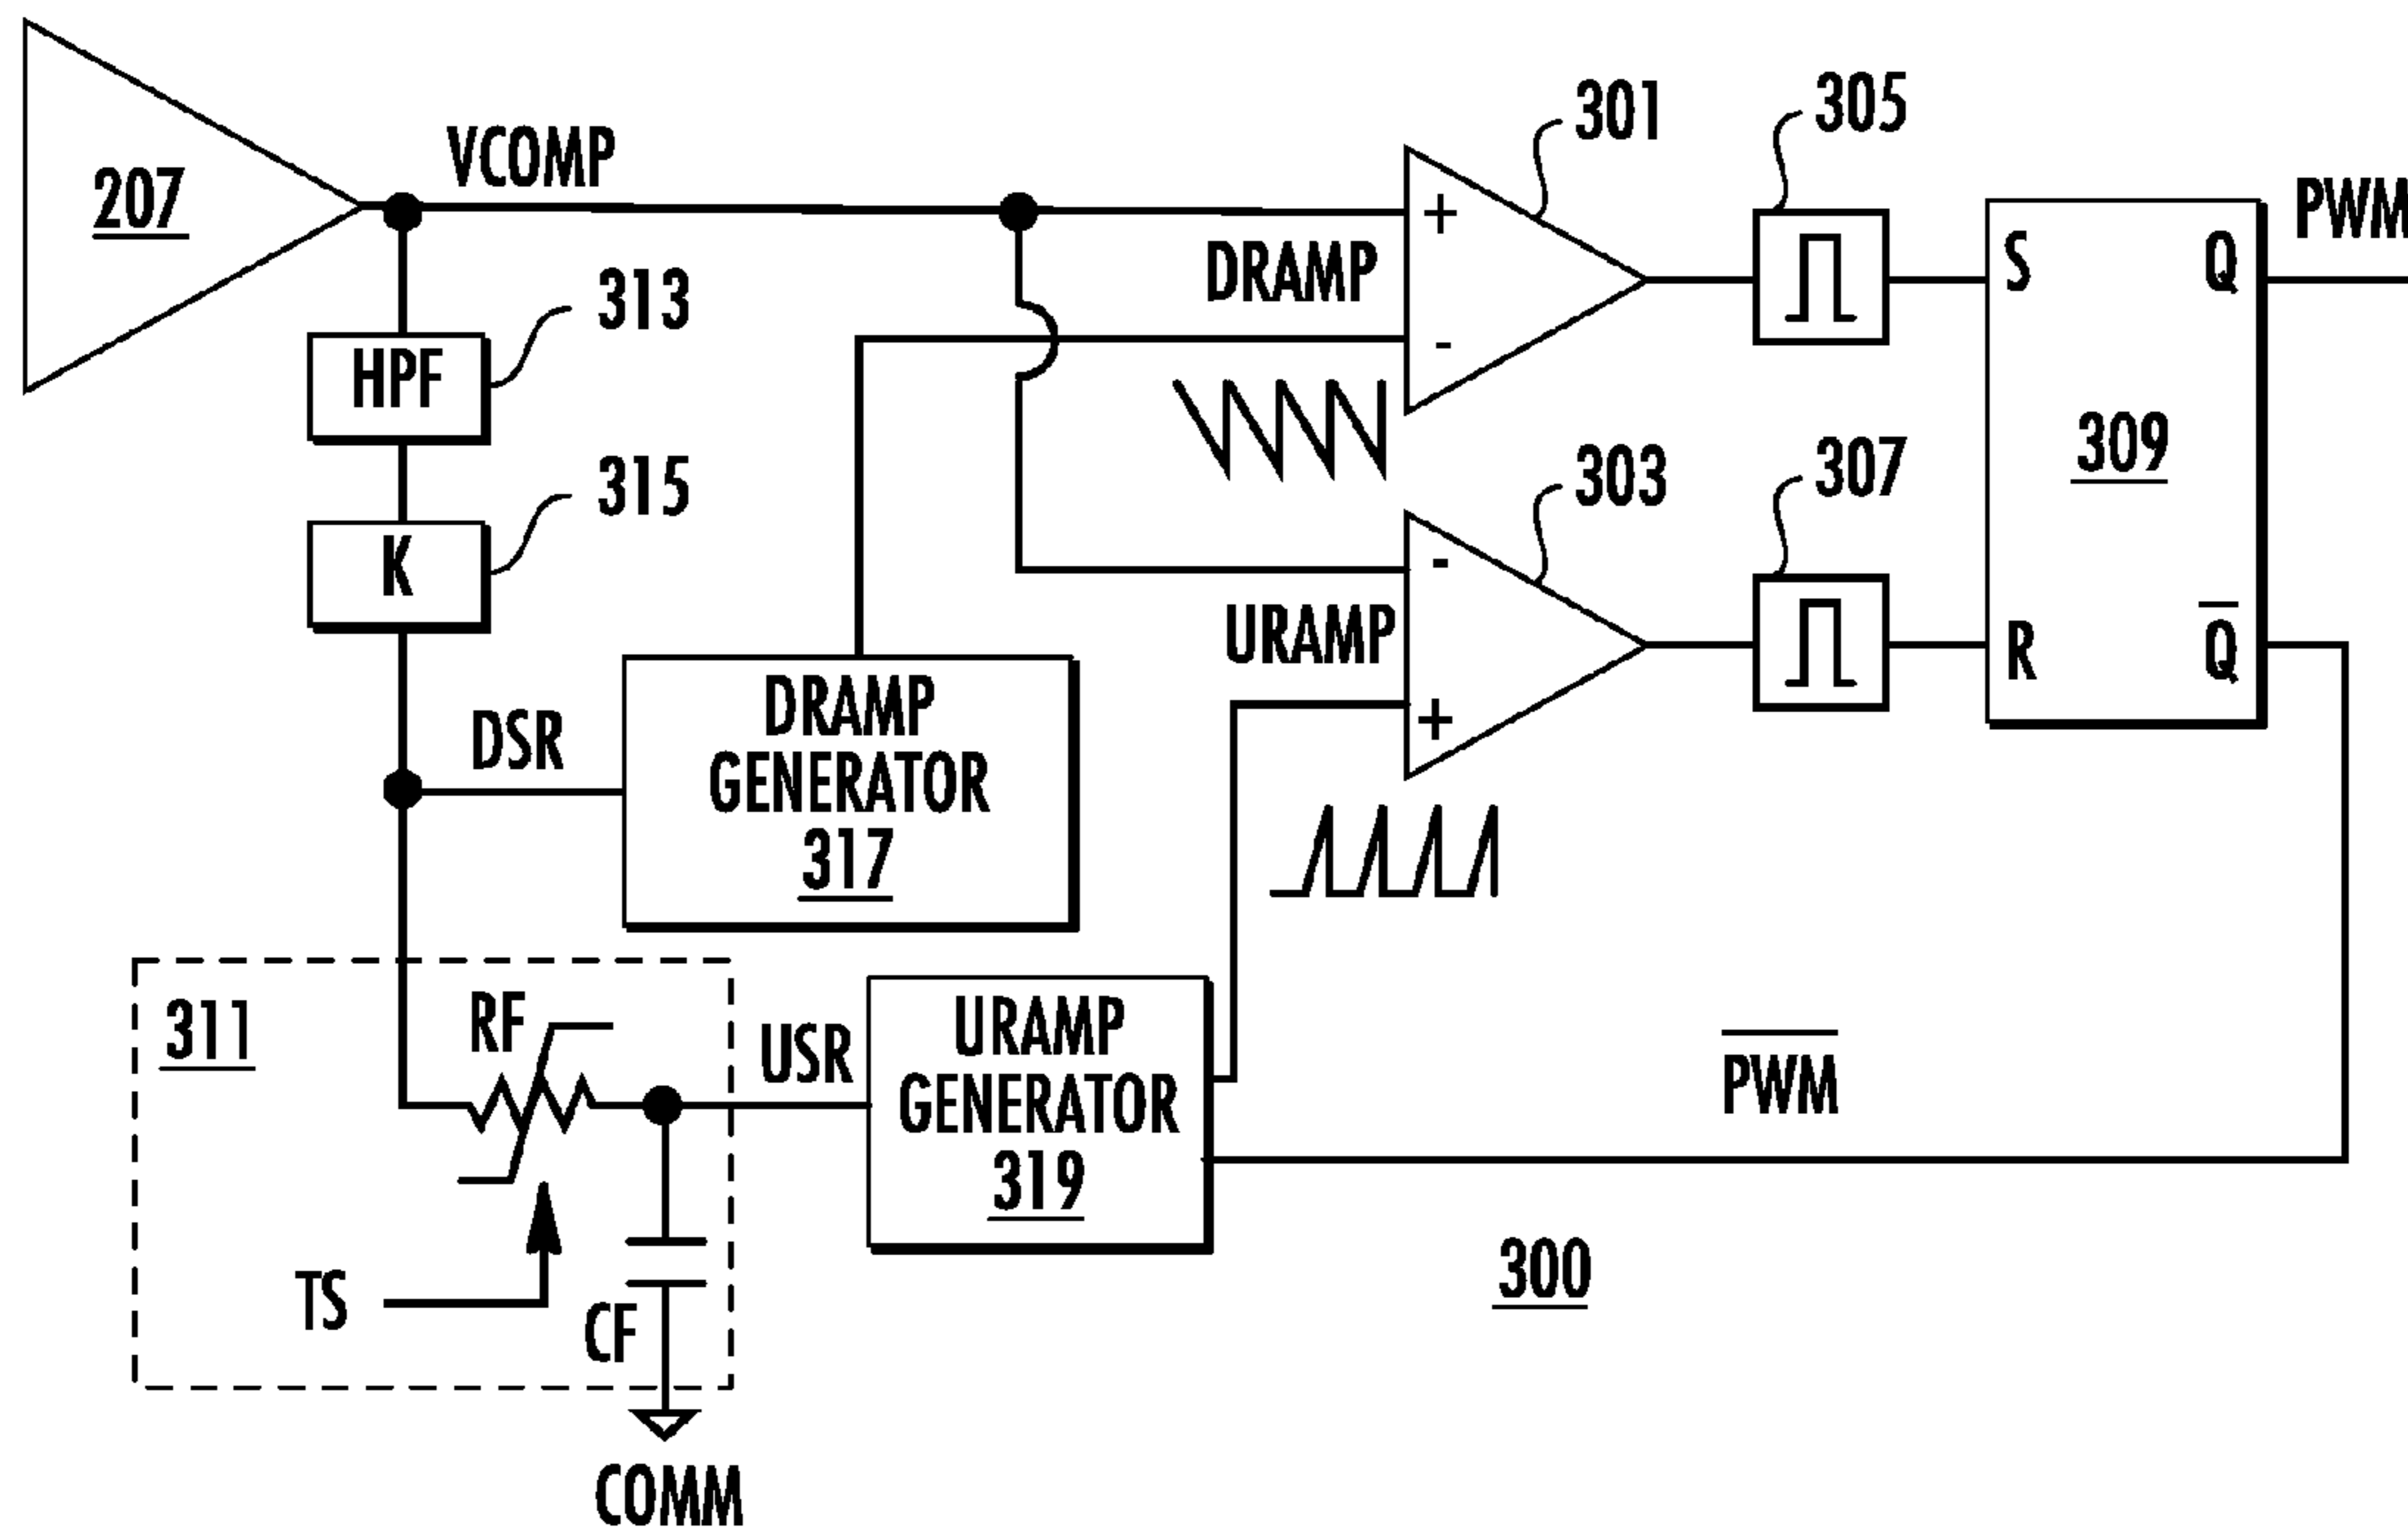 207
VCOMP
301
305
PWM
+
DRAMP
-
S
Q
313
HPF
309
315
K
303
307
-
URAMP
+
R
Q̅
DSR
DRAMP
GENERATOR
317
311
RF
USR
URAMP
GENERATOR
319
P̅W̅M̅
TS
CF
300
COMM